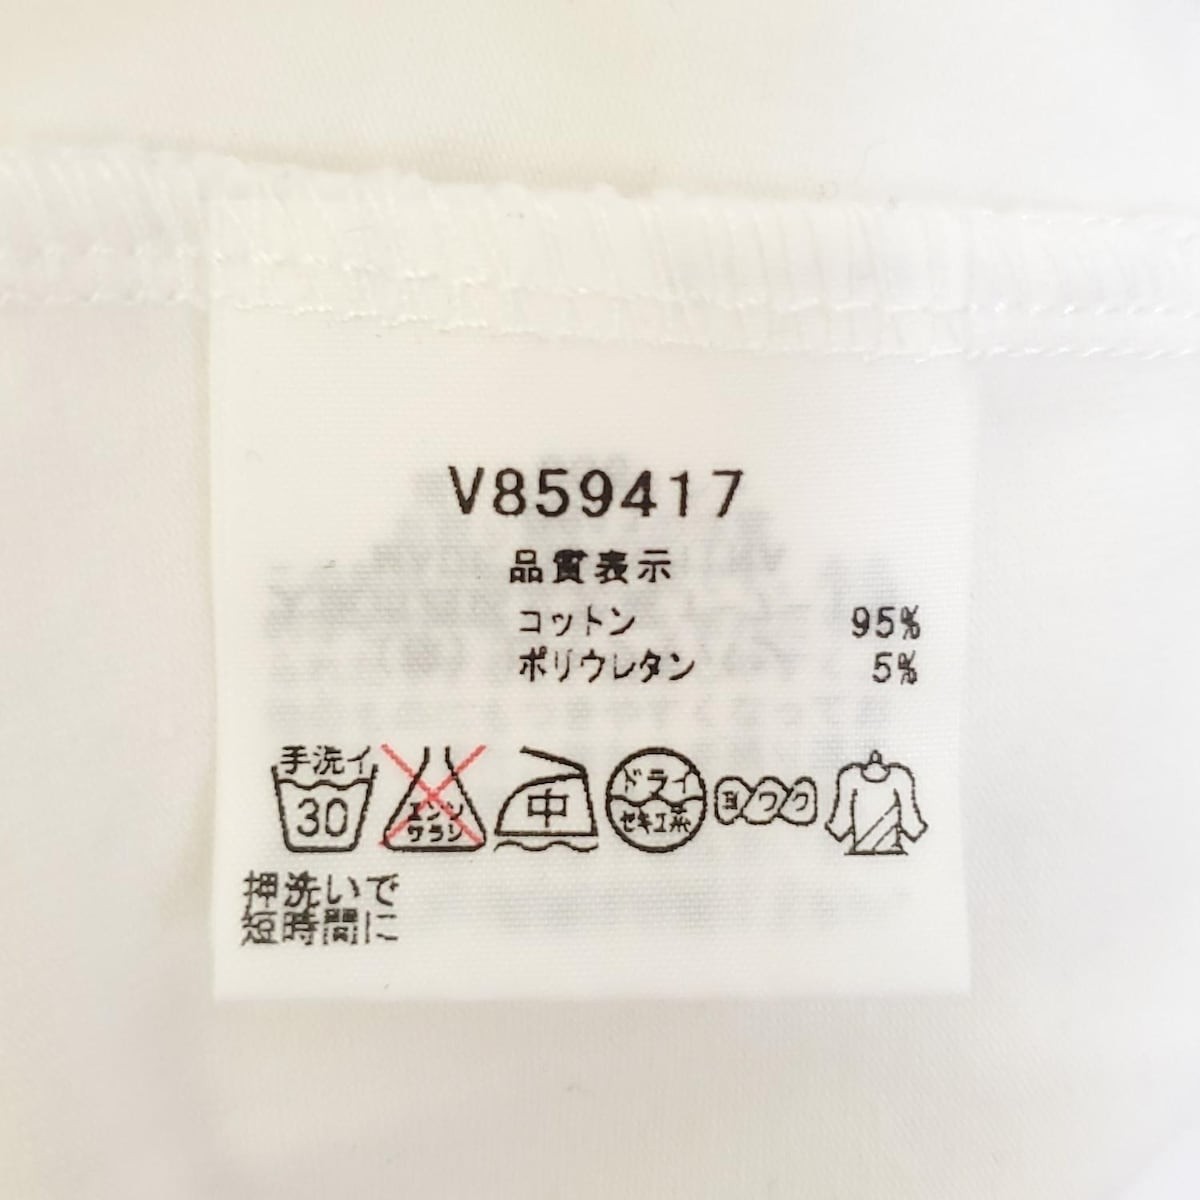 V859417
品質表示
コットン 95%
ポリウレタン 5%
手洗イ
30
エンソ
サラシ
中
ドライ
セキユ系
ヨワク
押洗いで
短時間に